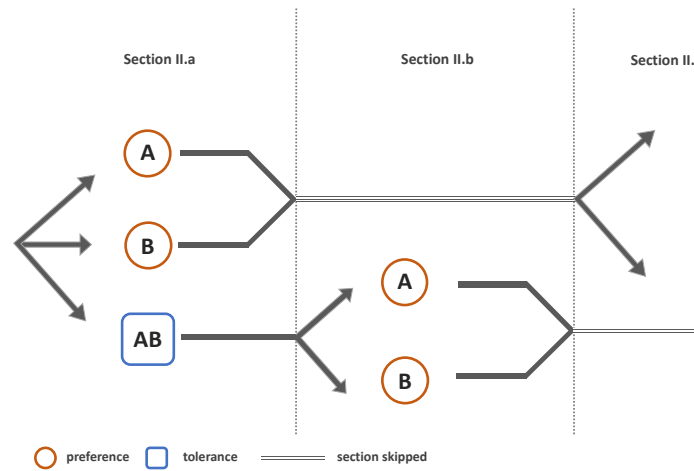 Section II.a
Section II.b
Section II.
A
B
AB
A
B
preference
tolerance
section skipped